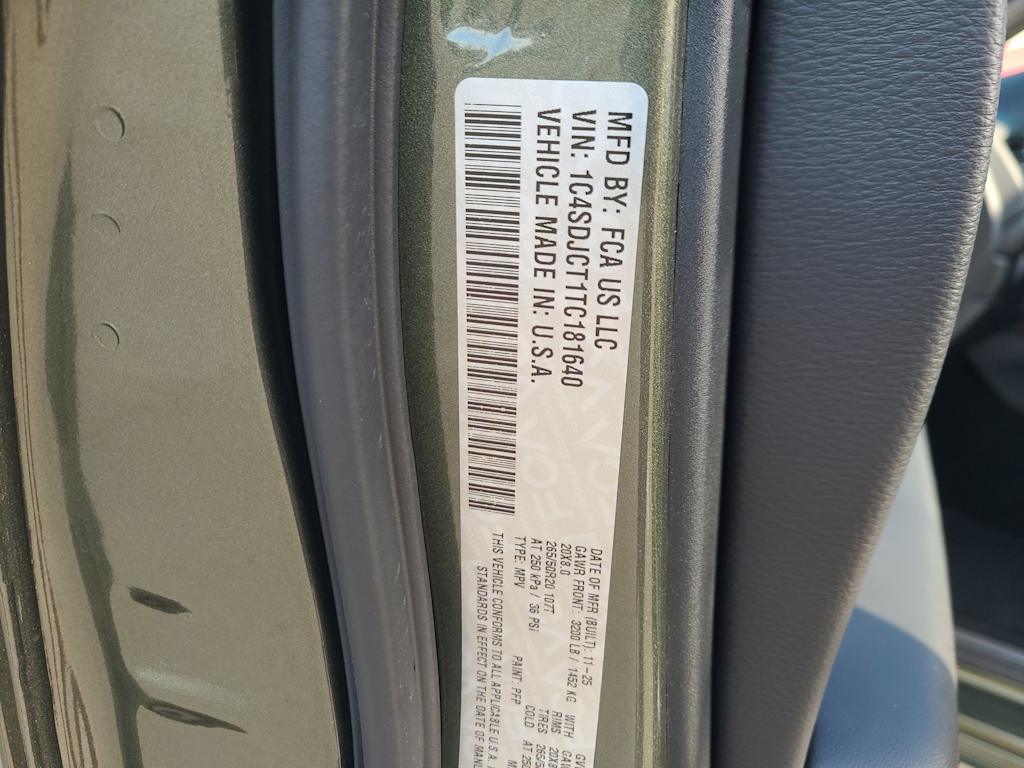 MFD BY: FCA US LLC
VIN: 1C4SDJCT1TC181640
VEHICLE MADE IN: U.S.A.
DATE OF MFR (BUILT): 11-25
GAWR FRONT: 3200 LB / 1452 KG WITH
20X8.0 RIMS
265/50R20 107T TIRES
AT 250 kPa / 36 PSI COLD
TYPE: MPV PAINT: PFP
THIS VEHICLE CONFORMS TO ALL APPLICABLE U.S.A.
STANDARDS IN EFFECT ON THE DATE OF